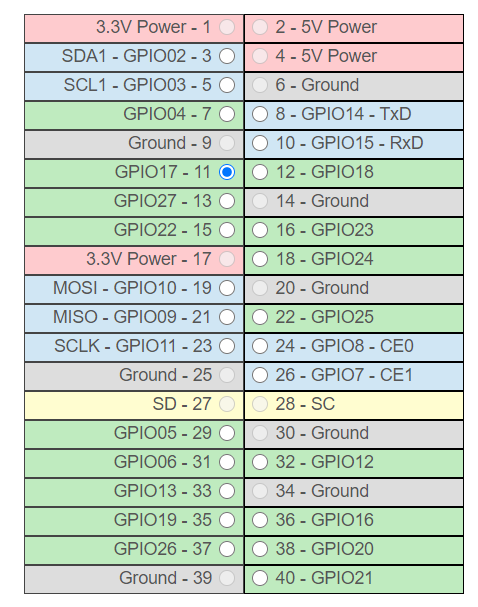 3.3V Power - 1 2 - 5V Power
SDA1 - GPIO02 - 3 4 - 5V Power
SCL1 - GPIO03 - 5 6 - Ground
GPIO04 - 7 8 - GPIO14 - TxD
Ground - 9 10 - GPIO15 - RxD
GPIO17 - 11 12 - GPIO18
GPIO27 - 13 14 - Ground
GPIO22 - 15 16 - GPIO23
3.3V Power - 17 18 - GPIO24
MOSI - GPIO10 - 19 20 - Ground
MISO - GPIO09 - 21 22 - GPIO25
SCLK - GPIO11 - 23 24 - GPIO8 - CE0
Ground - 25 26 - GPIO7 - CE1
SD - 27 28 - SC
GPIO05 - 29 30 - Ground
GPIO06 - 31 32 - GPIO12
GPIO13 - 33 34 - Ground
GPIO19 - 35 36 - GPIO16
GPIO26 - 37 38 - GPIO20
Ground - 39 40 - GPIO21